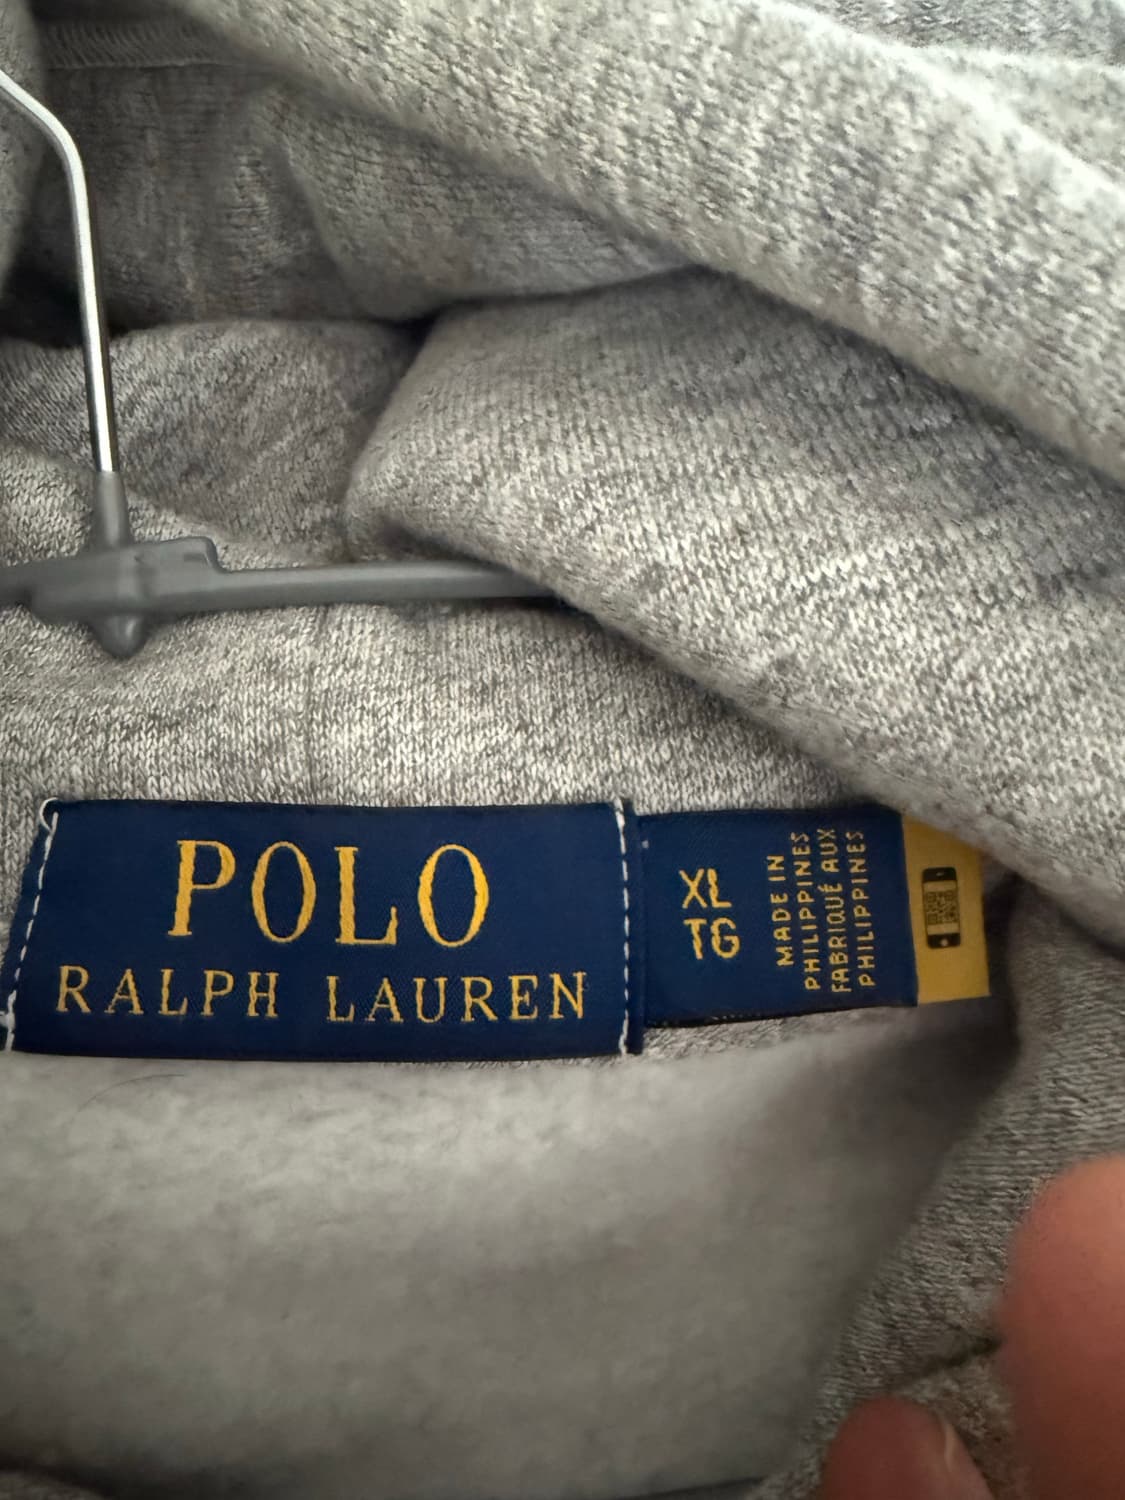 POLO
RALPH LAUREN
XL
TG
MADE IN
PHILIPPINES
FABRIQUÉ AUX
PHILIPPINES